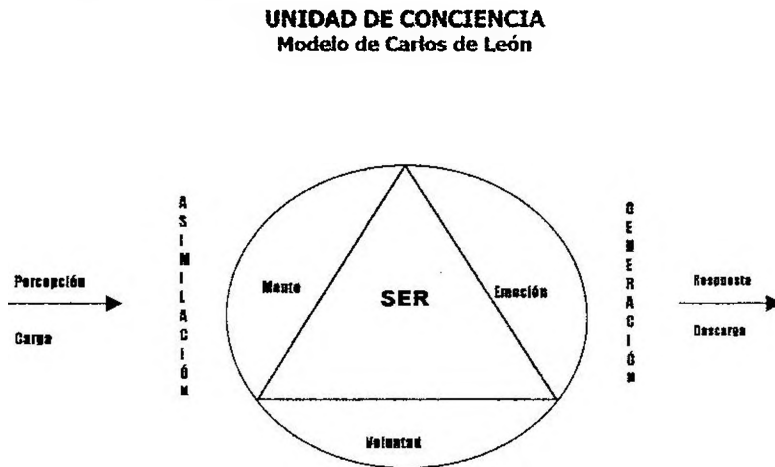 UNIDAD DE CONCIENCIA
Modelo de Carlos de León
ASIMILACIÓN
GENERACIÓN
Percepción
Carga
Mente
SER
Emoción
Respuesta
Descarga
Voluntad